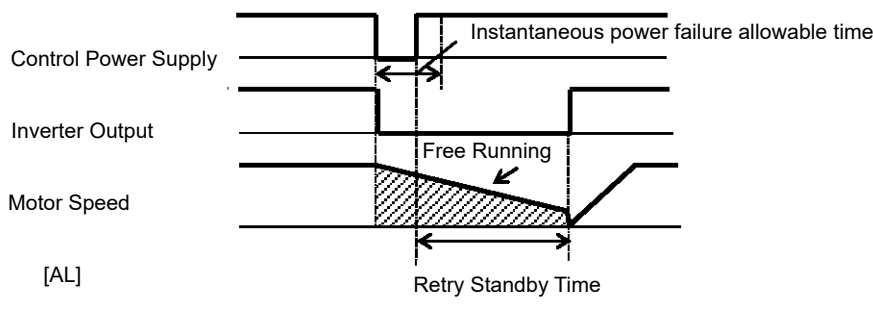 Instantaneous power failure allowable time
Control Power Supply
Inverter Output
Free Running
Motor Speed
[AL]
Retry Standby Time